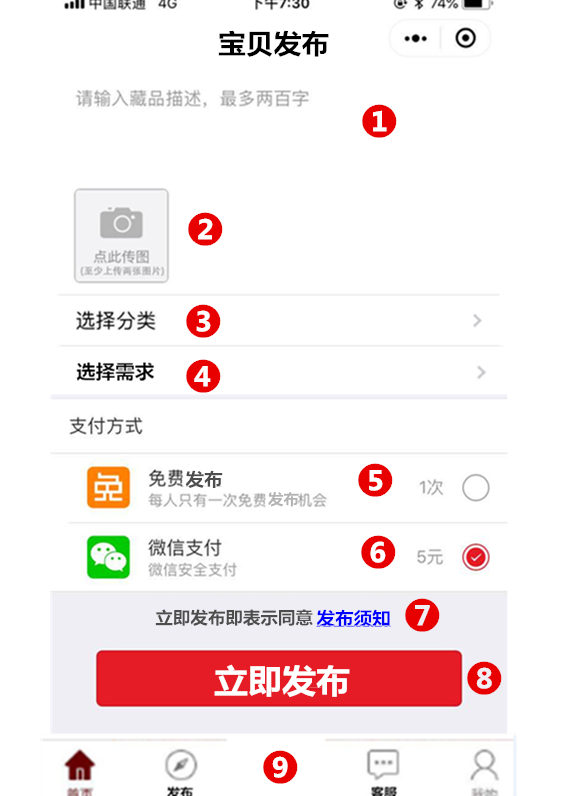 中国联通 4G 下午7:30 74%
宝贝发布
请输入藏品描述，最多两百字
1
点此传图
(至少上传两张图片)
2
选择分类 3
选择需求 4
支付方式
免 免费发布
每人只有一次免费发布机会
5 1次
微信支付
微信安全支付
6 5元
立即发布即表示同意 发布须知 7
立即发布 8
9
首页 发布 客服 我的